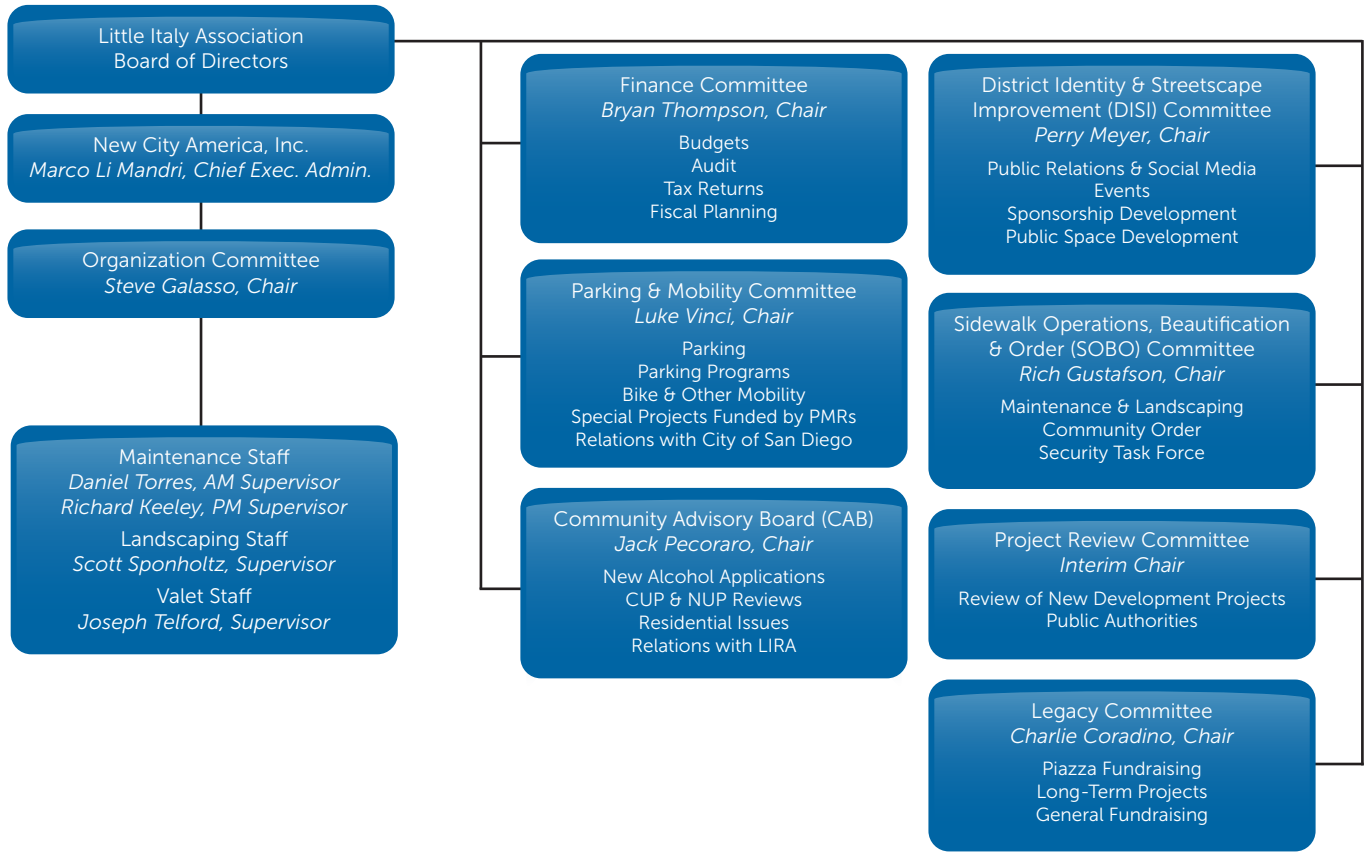 Little Italy Association
Board of Directors
New City America, Inc.
Marco Li Mandri, Chief Exec. Admin.
Organization Committee
Steve Galasso, Chair
Maintenance Staff
Daniel Torres, AM Supervisor
Richard Keeley, PM Supervisor
Landscaping Staff
Scott Sponholtz, Supervisor
Valet Staff
Joseph Telford, Supervisor
Finance Committee
Bryan Thompson, Chair
Budgets
Audit
Tax Returns
Fiscal Planning
Parking & Mobility Committee
Luke Vinci, Chair
Parking
Parking Programs
Bike & Other Mobility
Special Projects Funded by PMRs
Relations with City of San Diego
Community Advisory Board (CAB)
Jack Pecoraro, Chair
New Alcohol Applications
CUP & NUP Reviews
Residential Issues
Relations with LIRA
District Identity & Streetscape
Improvement (DISI) Committee
Perry Meyer, Chair
Public Relations & Social Media
Events
Sponsorship Development
Public Space Development
Sidewalk Operations, Beautification
& Order (SOBO) Committee
Rich Gustafson, Chair
Maintenance & Landscaping
Community Order
Security Task Force
Project Review Committee
Interim Chair
Review of New Development Projects
Public Authorities
Legacy Committee
Charlie Coradino, Chair
Piazza Fundraising
Long-Term Projects
General Fundraising